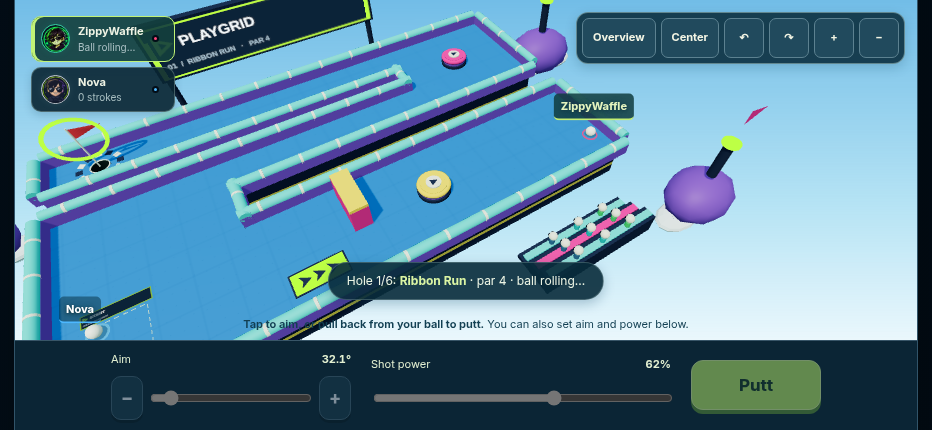 ZippyWaffle
Ball rolling...
Nova
0 strokes
PLAYGRID
01 | RIBBON RUN · PAR 4
Overview
Center
↶
↷
+
−
ZippyWaffle
Nova
Hole 1/6: Ribbon Run · par 4 · ball rolling...
Tap to aim, or pull back from your ball to putt. You can also set aim and power below.
Aim
32.1°
Shot power
62%
−
+
Putt